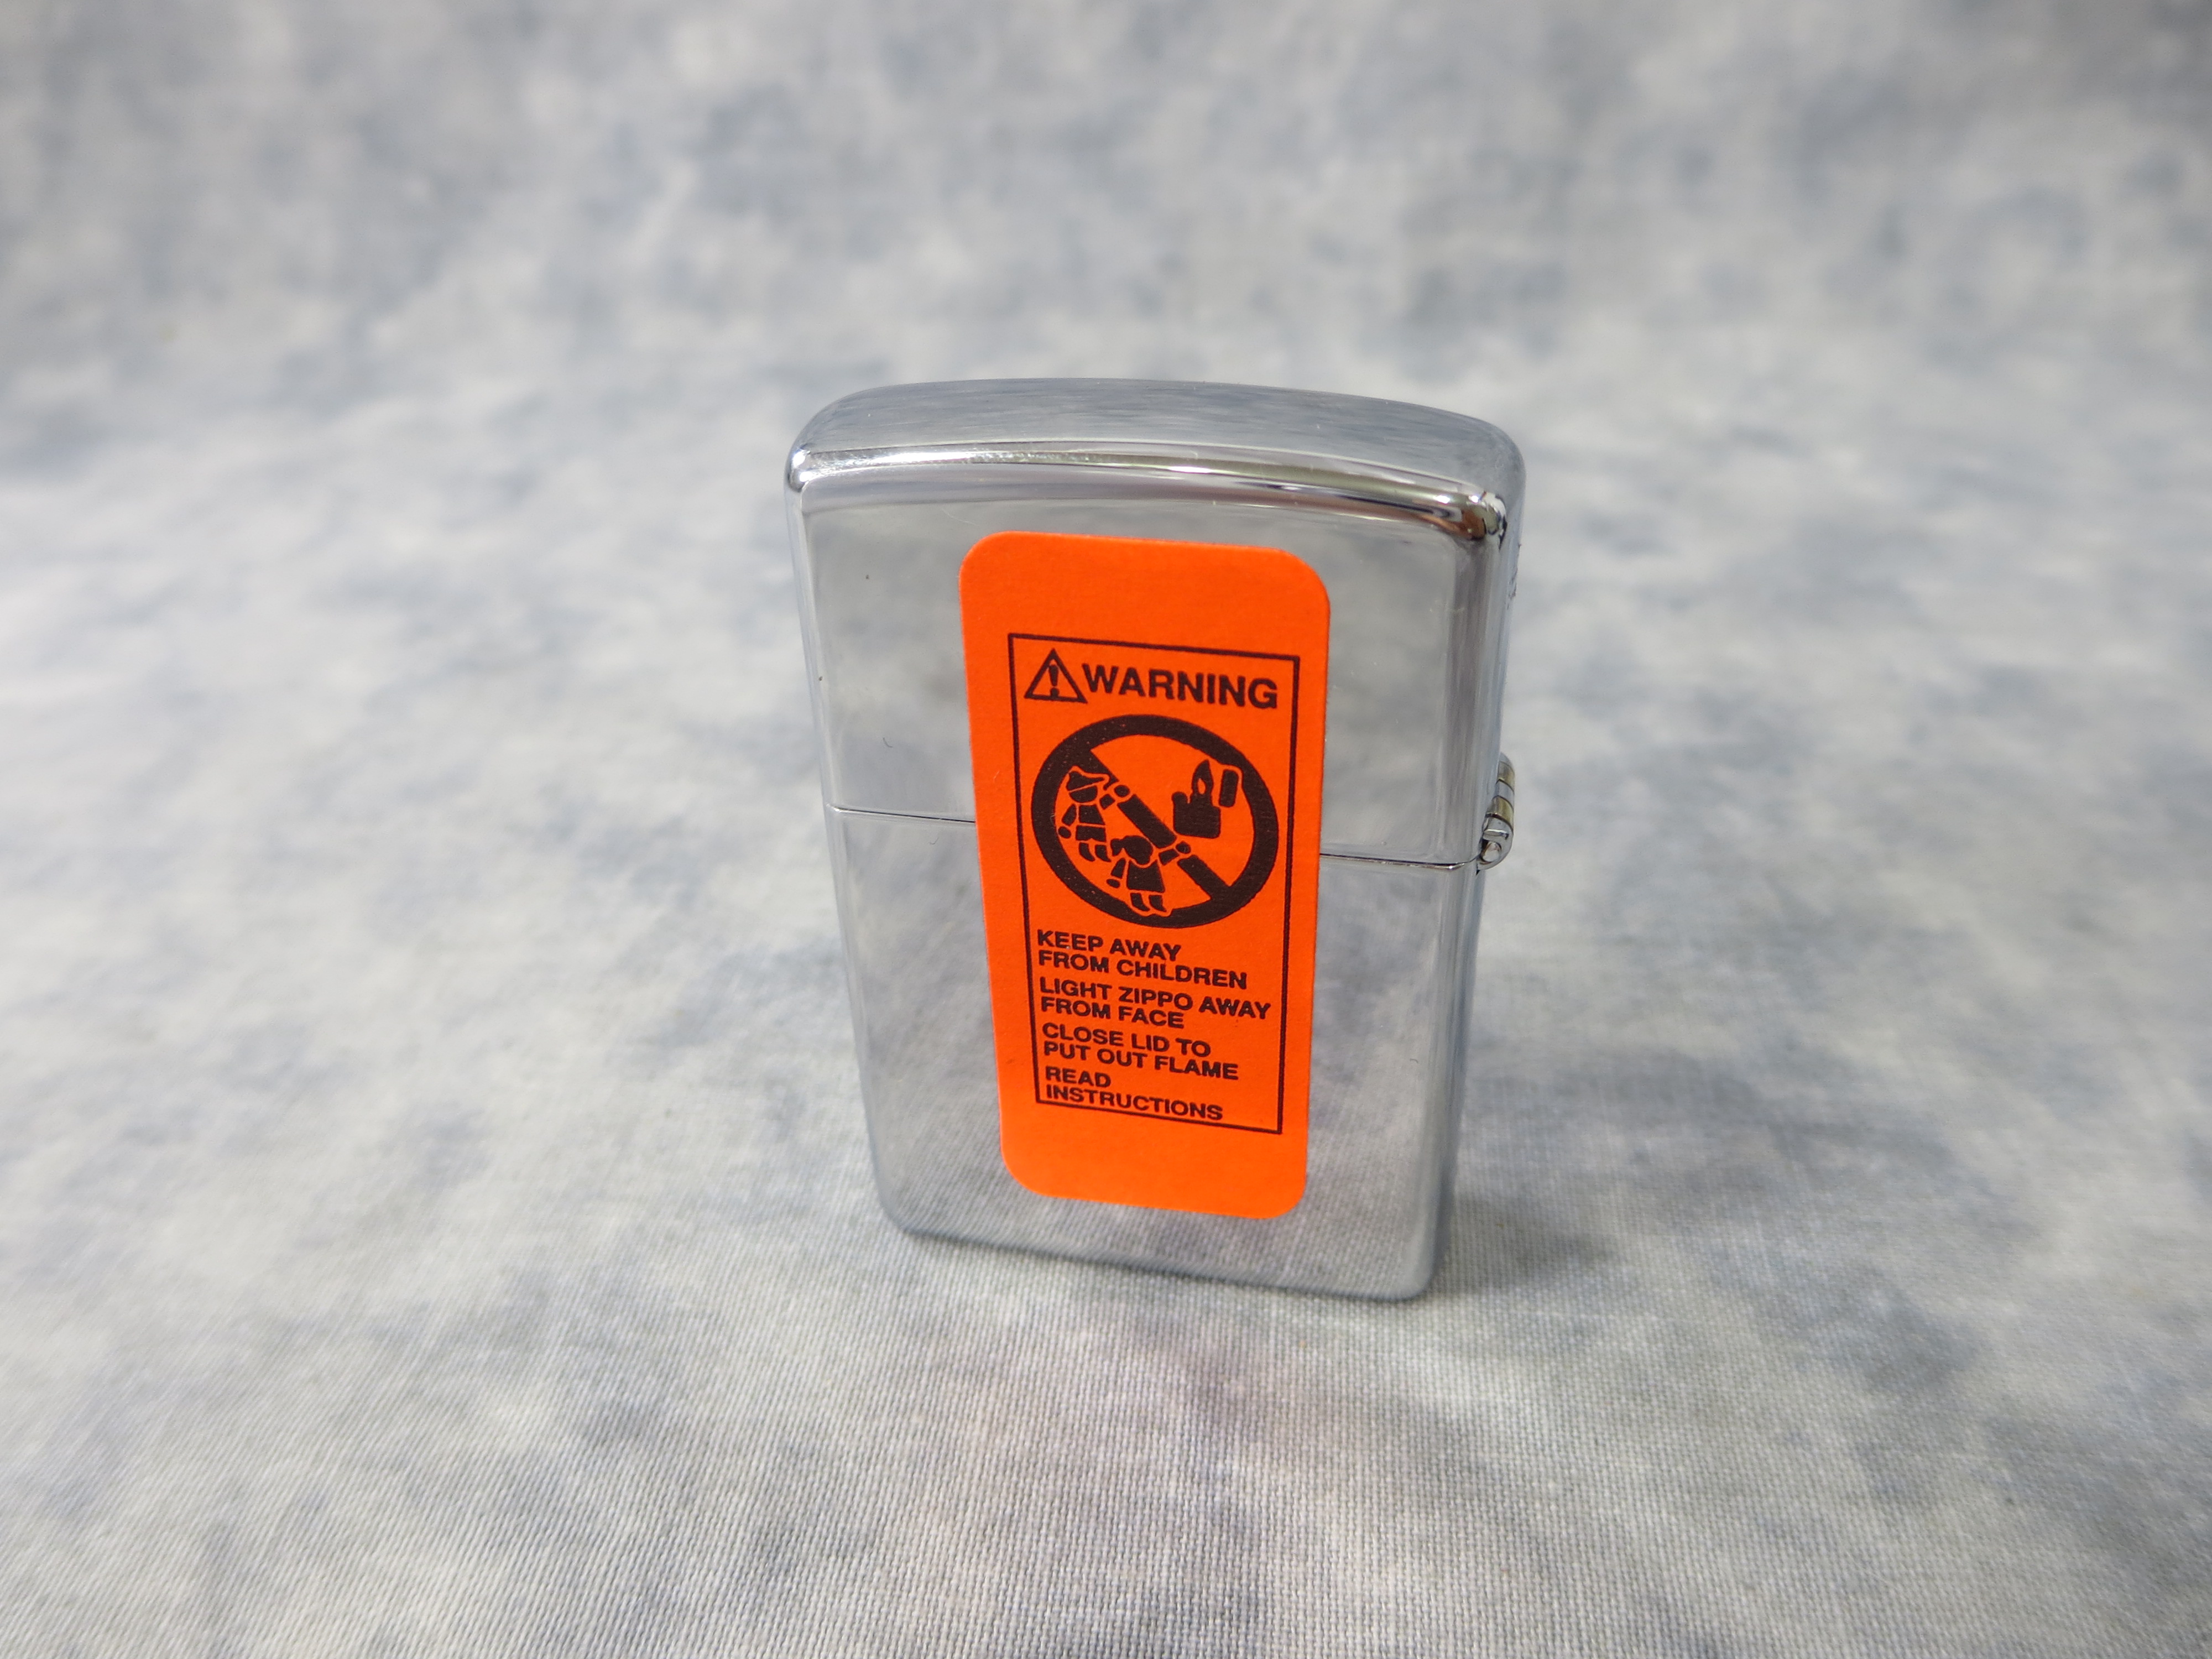 WARNING
KEEP AWAY
FROM CHILDREN
LIGHT ZIPPO AWAY
FROM FACE
CLOSE LID TO
PUT OUT FLAME
READ
INSTRUCTIONS